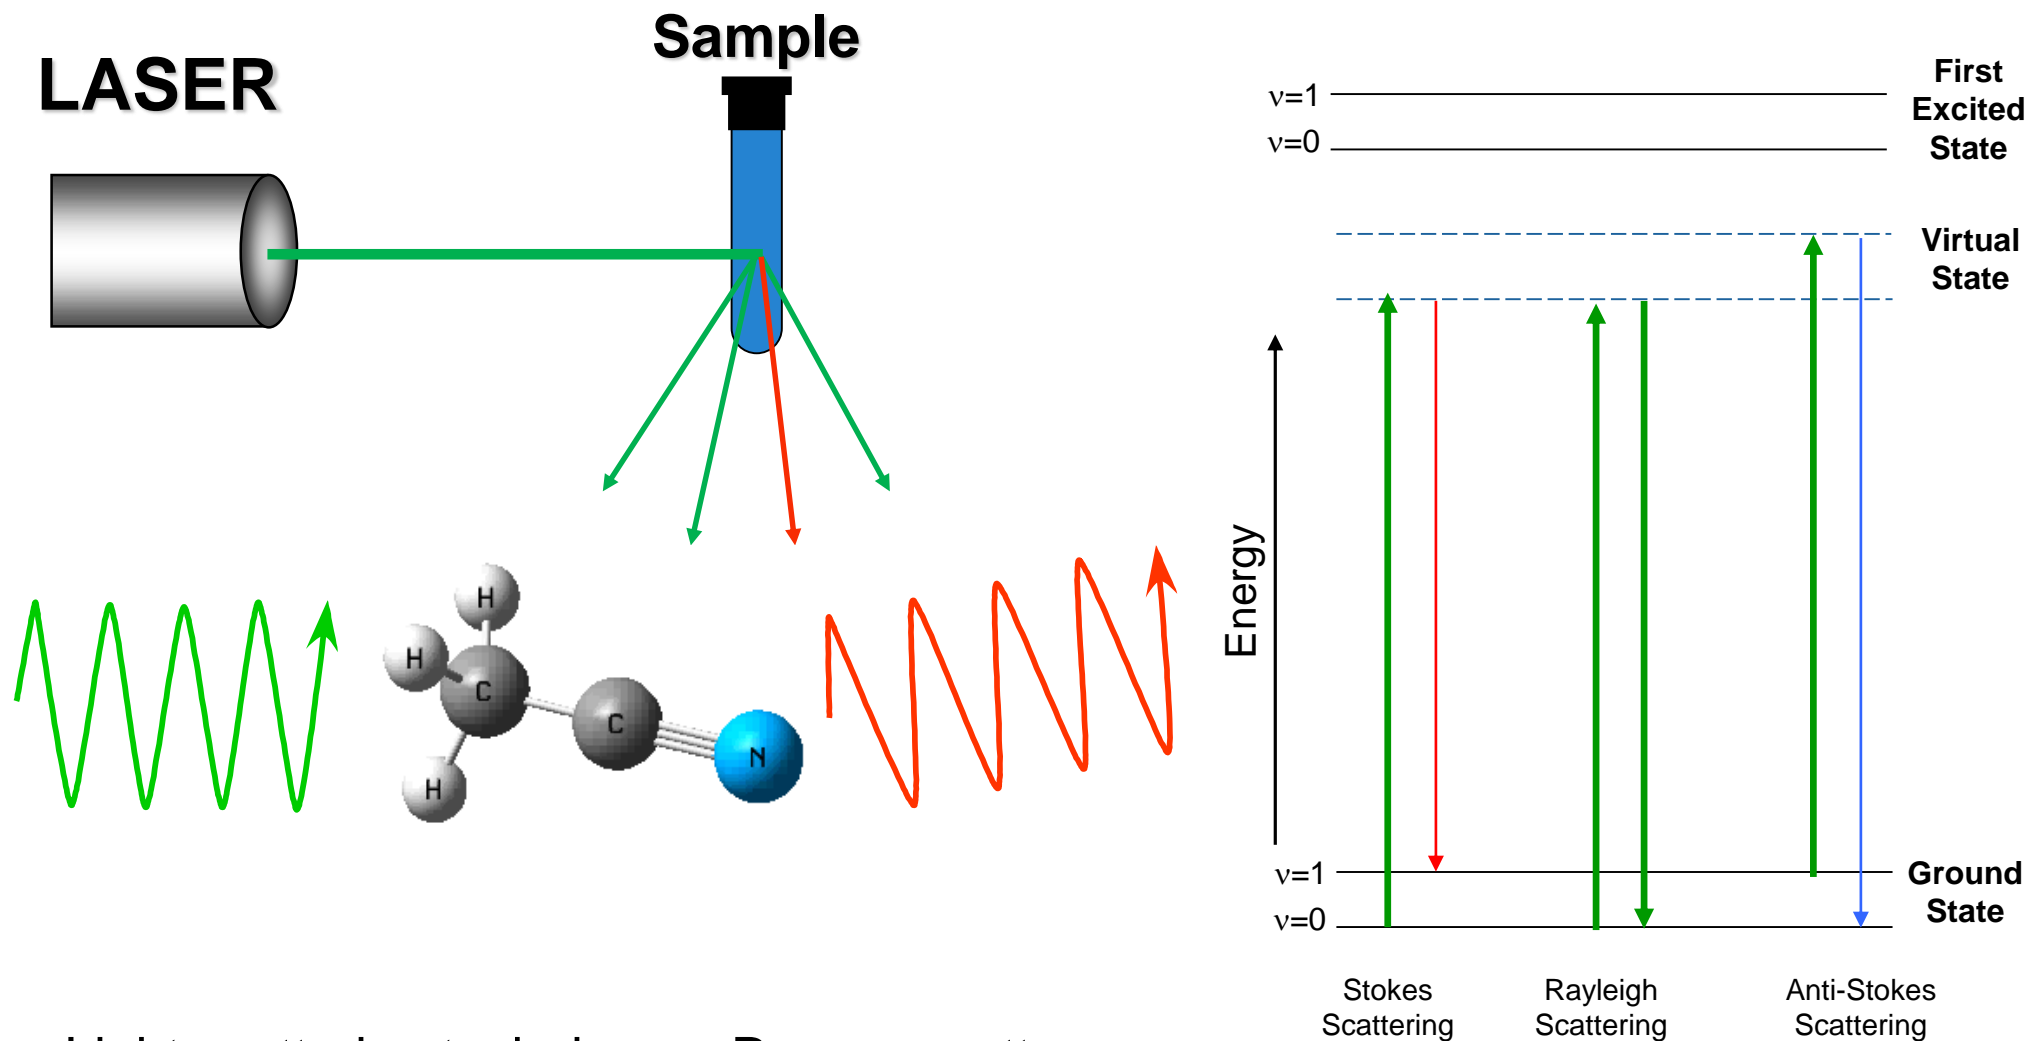 LASER
Sample
H
H
C
C
N
H
ν=1
ν=0
First
Excited
State
Virtual
State
Energy
ν=1
ν=0
Ground
State
Stokes
Scattering
Rayleigh
Scattering
Anti-Stokes
Scattering